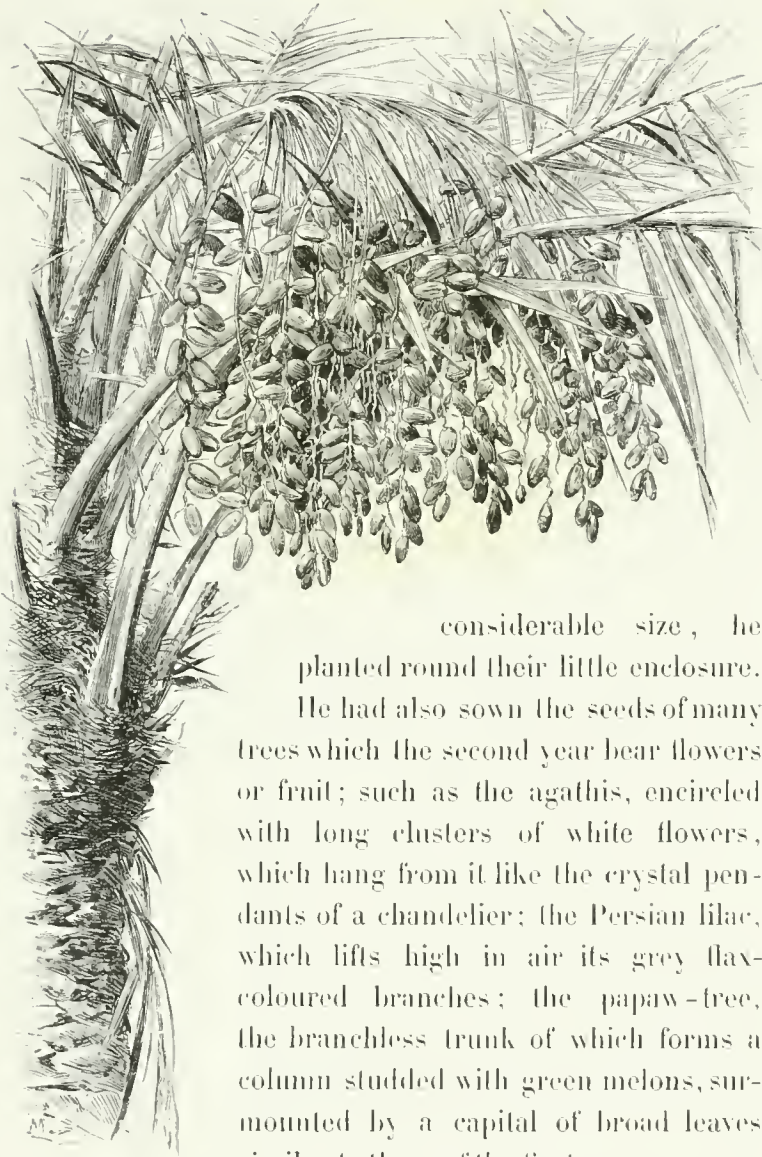 considerable size, he
planted round their little enclosure.
He had also sown the seeds of many
trees which the second year bear flowers
or fruit; such as the agathis, encircled
with long clusters of white flowers,
which hang from it like the crystal pen-
dants of a chandelier; the Persian lilac,
which lifts high in air its grey flax-
coloured branches; the papaw-tree,
the branchless trunk of which forms a
column studded with green melons, sur-
mounted by a capital of broad leaves
M.